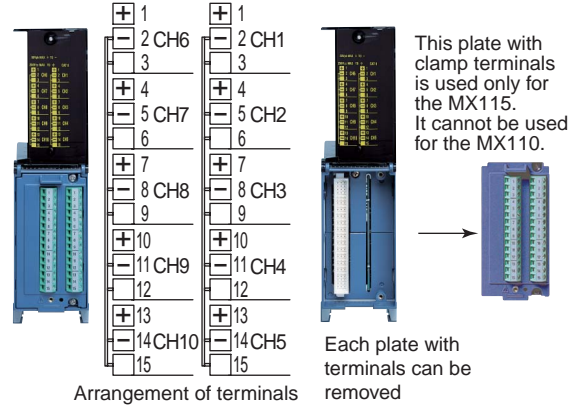 + 1
− 2 CH6
3
+ 4
− 5 CH7
6
+ 7
− 8 CH8
9
+ 10
− 11 CH9
12
+ 13
− 14 CH10
15
+ 1
− 2 CH1
3
+ 4
− 5 CH2
6
+ 7
− 8 CH3
9
+ 10
− 11 CH4
12
+ 13
− 14 CH5
15
Arrangement of terminals
This plate with
clamp terminals
is used only for
the MX115.
It cannot be used
for the MX110.
Each plate with
terminals can be
removed